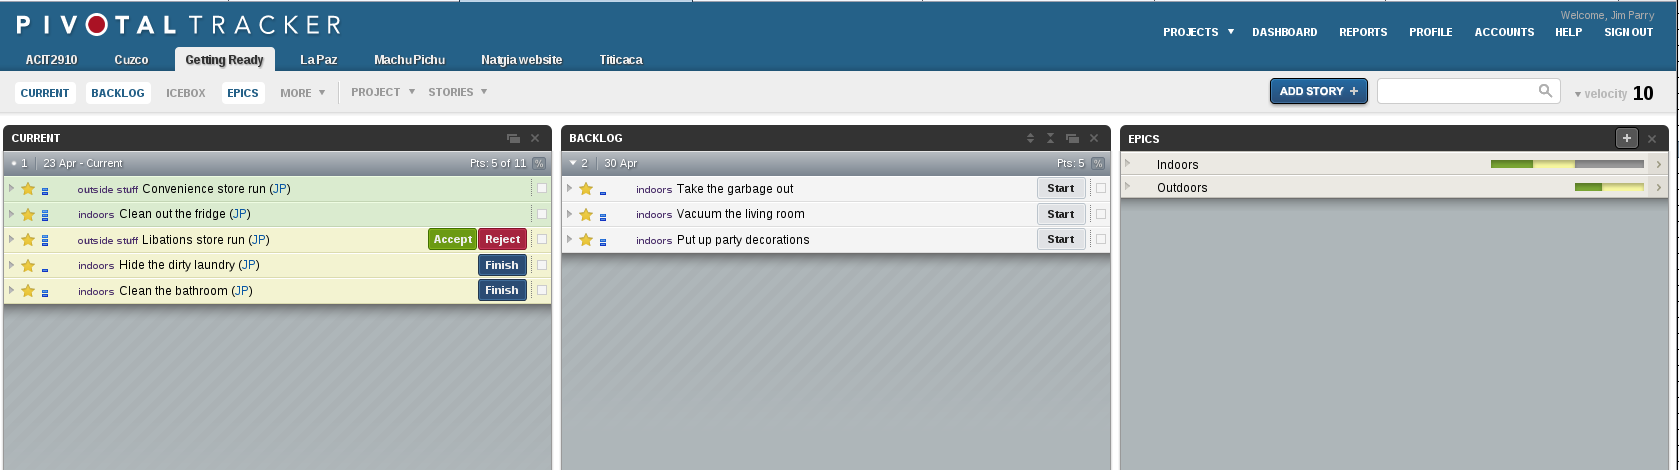 PIVOTAL TRACKER
Welcome, Jim Parry
PROJECTS DASHBOARD REPORTS PROFILE ACCOUNTS HELP SIGN OUT
ACIT2910 Cuzco Getting Ready La Paz Machu Pichu Natgia website Titicaca
CURRENT BACKLOG ICEBOX EPICS MORE PROJECT STORIES ADD STORY + velocity 10
CURRENT
1 23 Apr - Current Pts: 5 of 11 %
outside stuff Convenience store run (JP)
indoors Clean out the fridge (JP)
outside stuff Libations store run (JP) Accept Reject
indoors Hide the dirty laundry (JP) Finish
indoors Clean the bathroom (JP) Finish
BACKLOG
2 30 Apr Pts: 5 %
indoors Take the garbage out Start
indoors Vacuum the living room Start
indoors Put up party decorations Start
EPICS +
Indoors
Outdoors